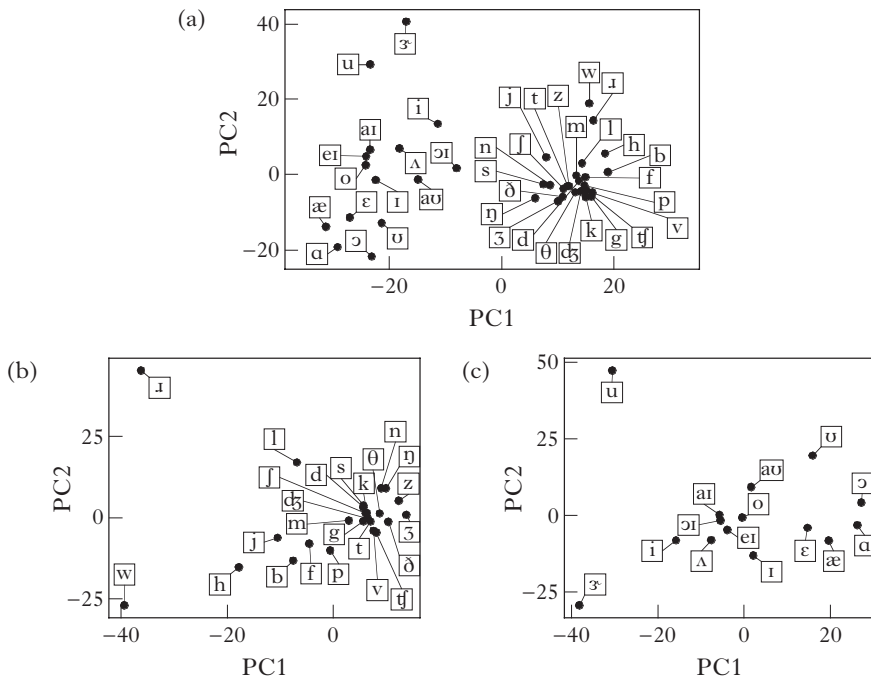 (a)
40
20
0
−20
PC2
ɝ
u
i
aɪ
eɪ
o
ʌ
ɔɪ
æ
ɛ
ɪ
aʊ
ɑ
ɔ
ʊ
w
ɹ
j
t
z
m
l
h
b
n
ʃ
s
f
ð
p
ŋ
v
ʒ
d
θ
ʤ
k
g
ʧ
−20
0
20
PC1
(b)
25
0
−25
PC2
ɹ
l
d
s
k
θ
n
ŋ
ʃ
z
ʤ
m
ʒ
j
g
t
ð
w
h
b
f
p
v
ʧ
−40
−20
0
PC1
(c)
50
25
0
−25
PC2
u
ʊ
aʊ
ɔ
aɪ
o
ɔɪ
eɪ
ɑ
i
ʌ
ɛ
æ
ɪ
ɝ
−40
−20
0
20
PC1